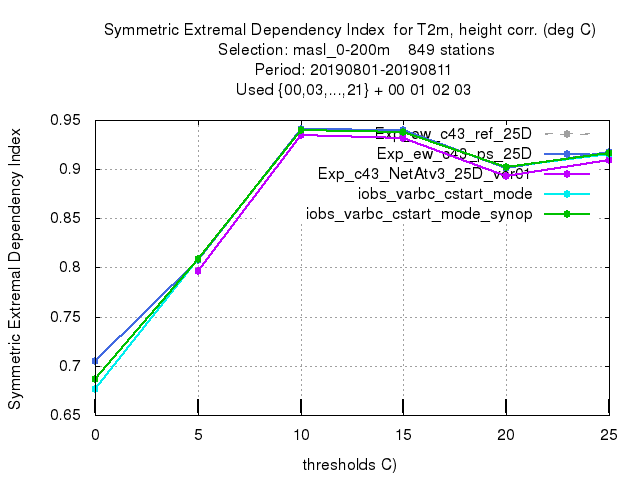 Symmetric Extremal Dependency Index for T2m, height corr. (deg C)
Selection: masl_0-200m 849 stations
Period: 20190801-20190811
Used {00,03,...,21} + 00 01 02 03
Symmetric Extremal Dependency Index
0.95
0.9
0.85
0.8
0.75
0.7
0.65
Exp_ew_c43_ref_25D
Exp_ew_c43_ps_25D
Exp_c43_NetAtv3_25D_ver01
iobs_varbc_cstart_mode
iobs_varbc_cstart_mode_synop
0 5 10 15 20 25
thresholds C)